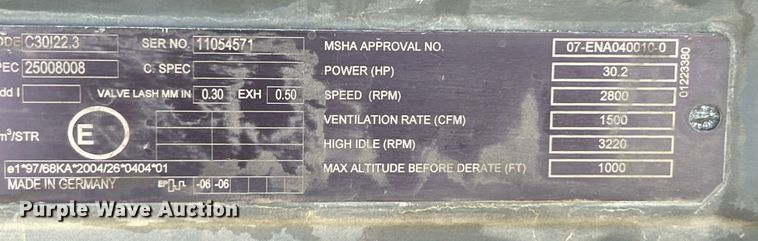 ODE C30I22.3 SER NO. 11054571
PEC 25008008 C. SPEC
dd I VALVE LASH MM IN 0.30 EXH 0.50
m³/STR E
e1*97/68KA*2004/26*0404*01
MADE IN GERMANY EP -06 -06
MSHA APPROVAL NO. 07-ENA040010-0
POWER (HP) 30.2
SPEED (RPM) 2800
VENTILATION RATE (CFM) 1500
HIGH IDLE (RPM) 3220
MAX ALTITUDE BEFORE DERATE (FT) 1000
01223380
Purple Wave Auction